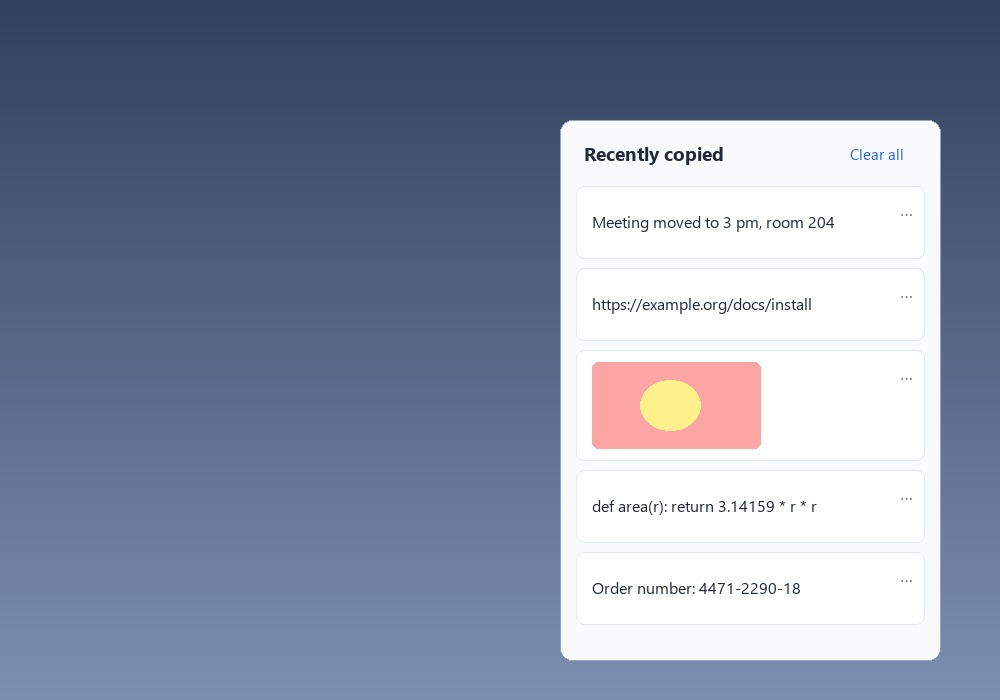 Recently copied
Clear all
Meeting moved to 3 pm, room 204
...
https://example.org/docs/install
...
...
def area(r): return 3.14159 * r * r
...
Order number: 4471-2290-18
...